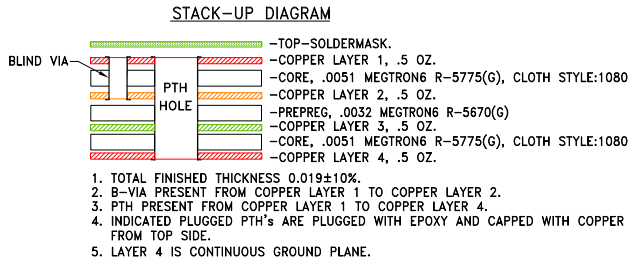 STACK-UP DIAGRAM
-TOP-SOLDERMASK.
BLIND VIA
-COPPER LAYER 1, .5 OZ.
-CORE, .0051 MEGTRON6 R-5775(G), CLOTH STYLE:1080
PTH
HOLE
-COPPER LAYER 2, .5 OZ.
-PREPREG, .0032 MEGTRON6 R-5670(G)
-COPPER LAYER 3, .5 OZ.
-CORE, .0051 MEGTRON6 R-5775(G), CLOTH STYLE:1080
-COPPER LAYER 4, .5 OZ.
1. TOTAL FINISHED THICKNESS 0.019±10%.
2. B-VIA PRESENT FROM COPPER LAYER 1 TO COPPER LAYER 2.
3. PTH PRESENT FROM COPPER LAYER 1 TO COPPER LAYER 4.
4. INDICATED PLUGGED PTH's ARE PLUGGED WITH EPOXY AND CAPPED WITH COPPER
FROM TOP SIDE.
5. LAYER 4 IS CONTINUOUS GROUND PLANE.